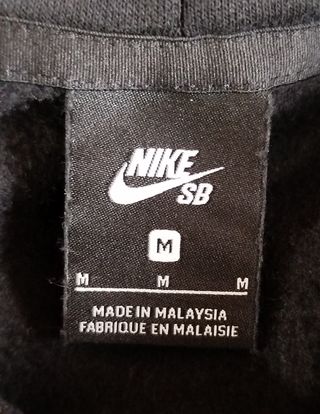 NIKE
SB
M
M M M
MADE IN MALAYSIA
FABRIQUE EN MALAISIE